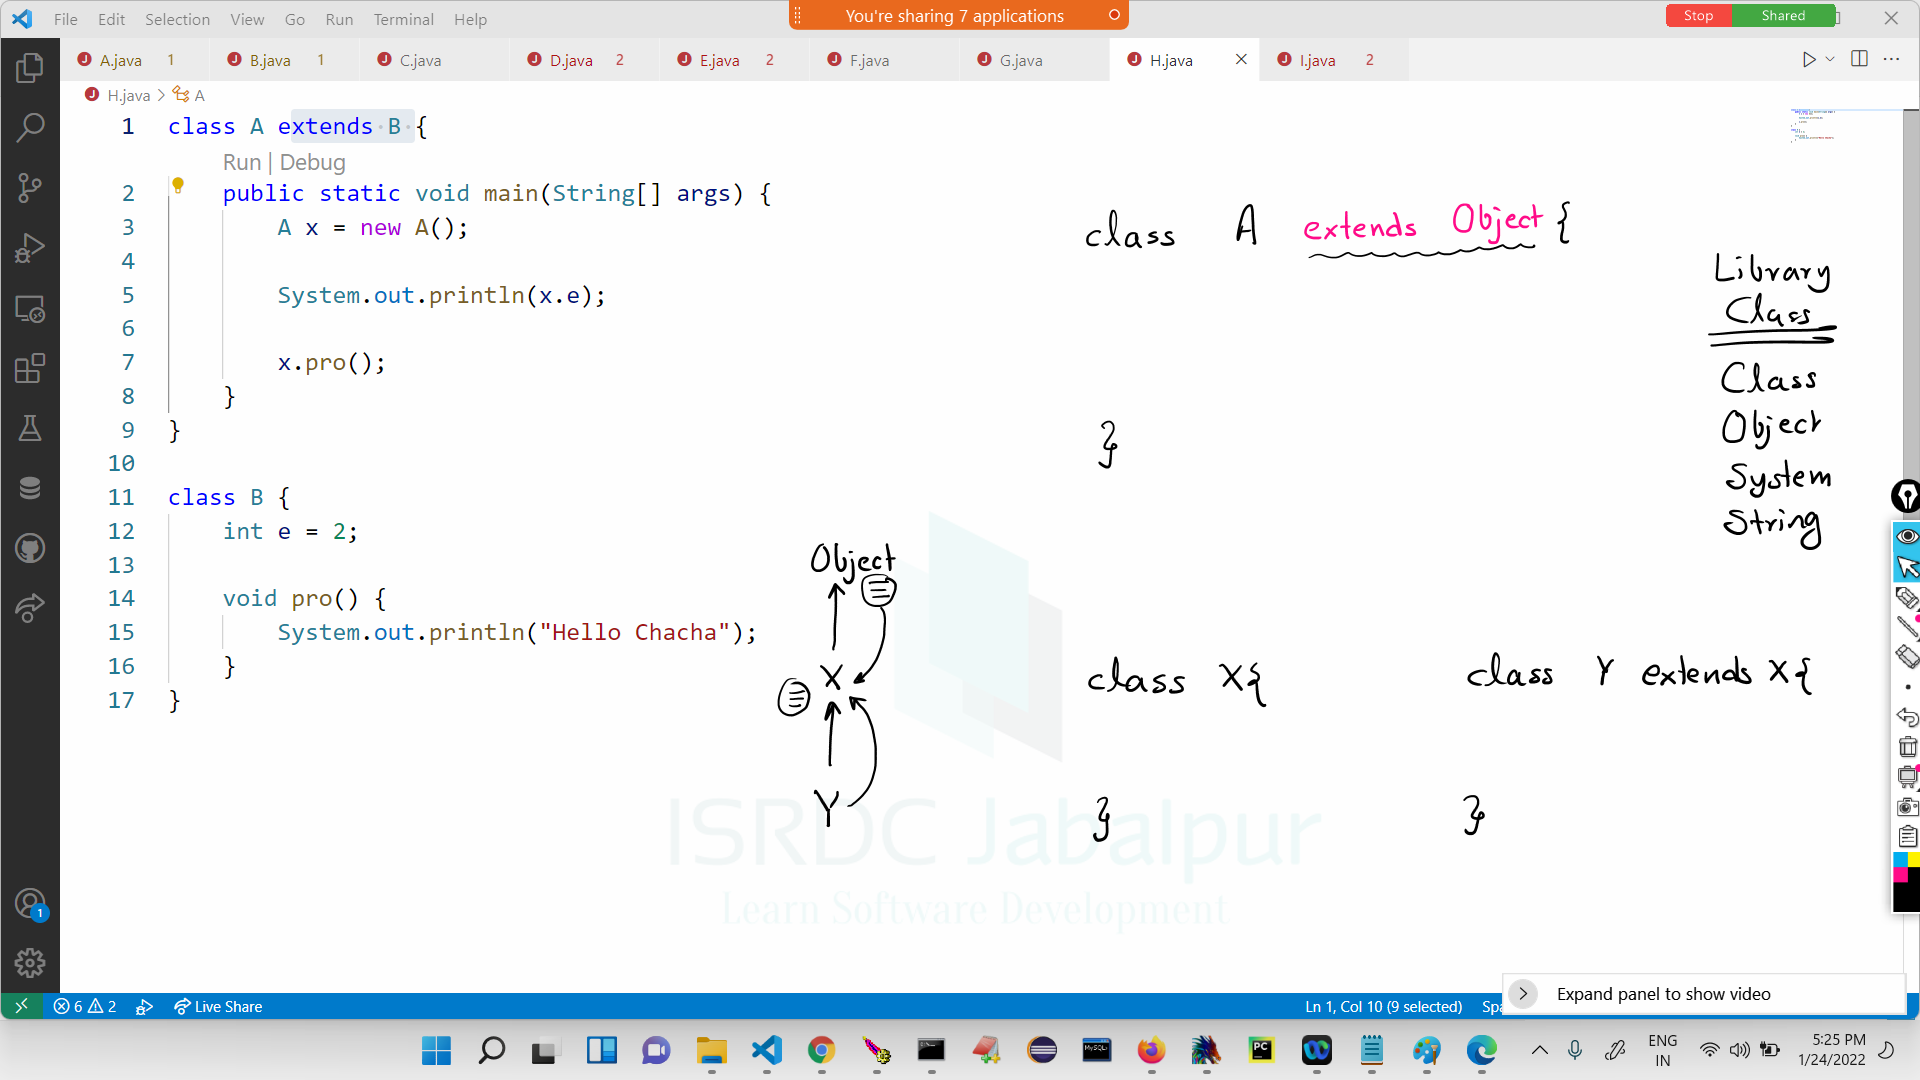 File Edit Selection View Go Run Terminal Help
You're sharing 7 applications
Stop Shared
A.java 1 B.java 1 C.java D.java 2 E.java 2 F.java G.java H.java I.java 2
H.java > A
1 class A extends B {
Run | Debug
2 public static void main(String[] args) {
3 A x = new A();
4
5 System.out.println(x.e);
6
7 x.pro();
8 }
9 }
10
11 class B {
12 int e = 2;
13
14 void pro() {
15 System.out.println("Hello Chacha");
16 }
17 }
class A extends Object {
}
Library
Class
Class
Object
System
String
Object
X
Y
class X{
}
class Y extends X{
}
ISRDC Jabalpur
Learn Software Development
1
6 2 Live Share
Ln 1, Col 10 (9 selected) Spa
Expand panel to show video
MySQL
PC
ENG
IN
5:25 PM
1/24/2022